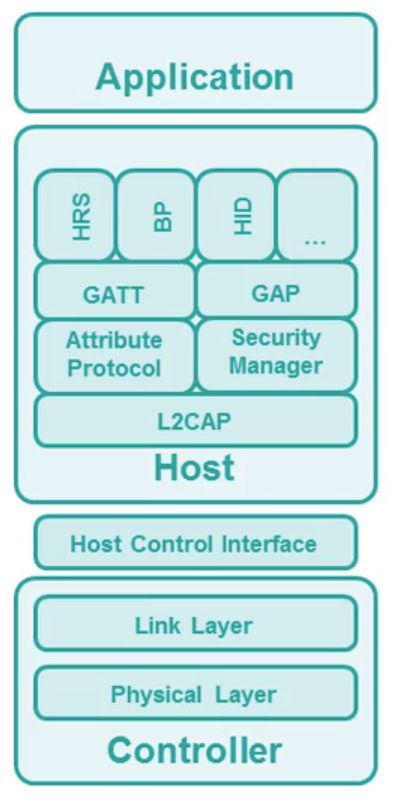 Application
HRS
BP
HID
...
GATT
GAP
Attribute
Protocol
Security
Manager
L2CAP
Host
Host Control Interface
Link Layer
Physical Layer
Controller